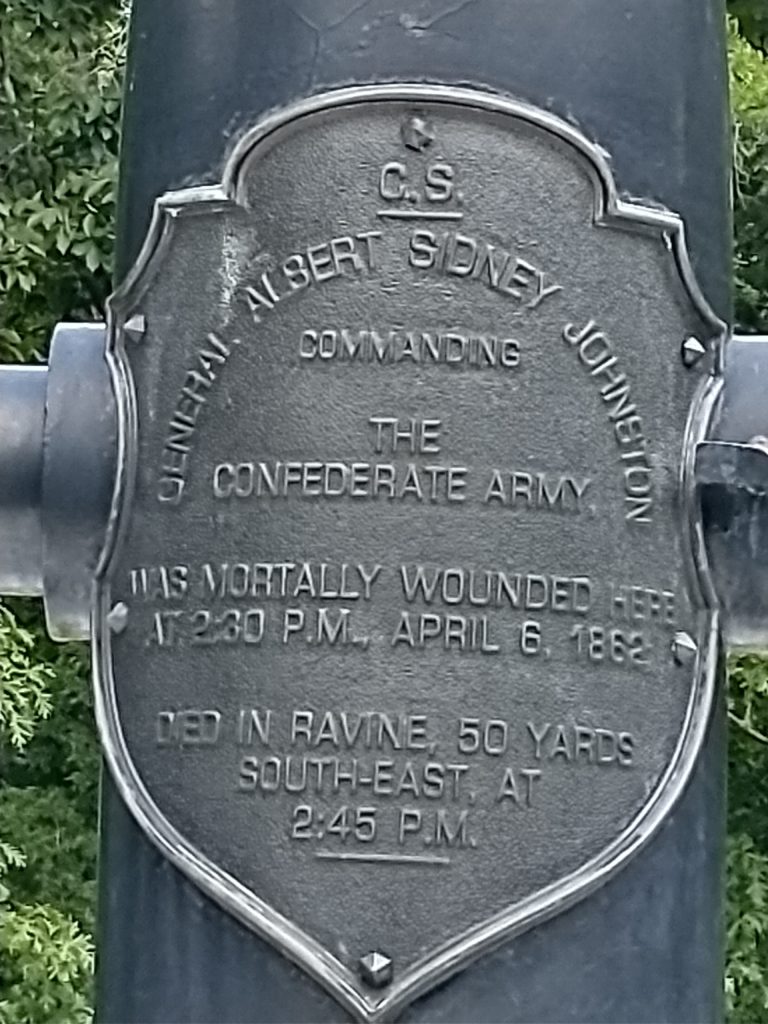 C.S.
GENERAL ALBERT SIDNEY JOHNSTON
COMMANDING
THE
CONFEDERATE ARMY,
WAS MORTALLY WOUNDED HERE
AT 2:30 P.M., APRIL 6, 1862
DIED IN RAVINE, 50 YARDS
SOUTH-EAST, AT
2:45 P.M.